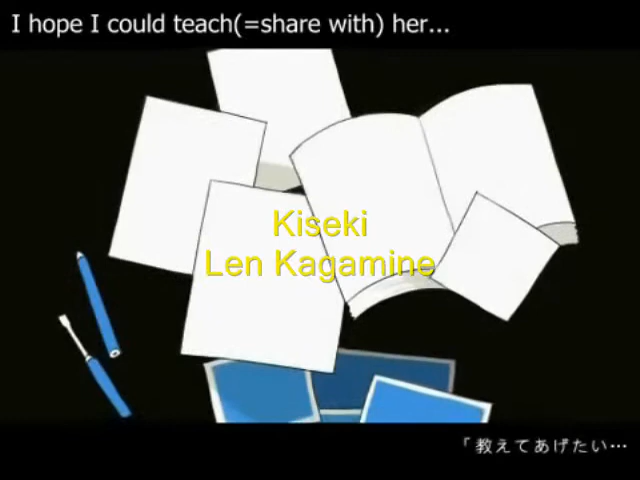 I hope I could teach(=share with) her...
Kiseki
Len Kagamine
「教えてあげたい…